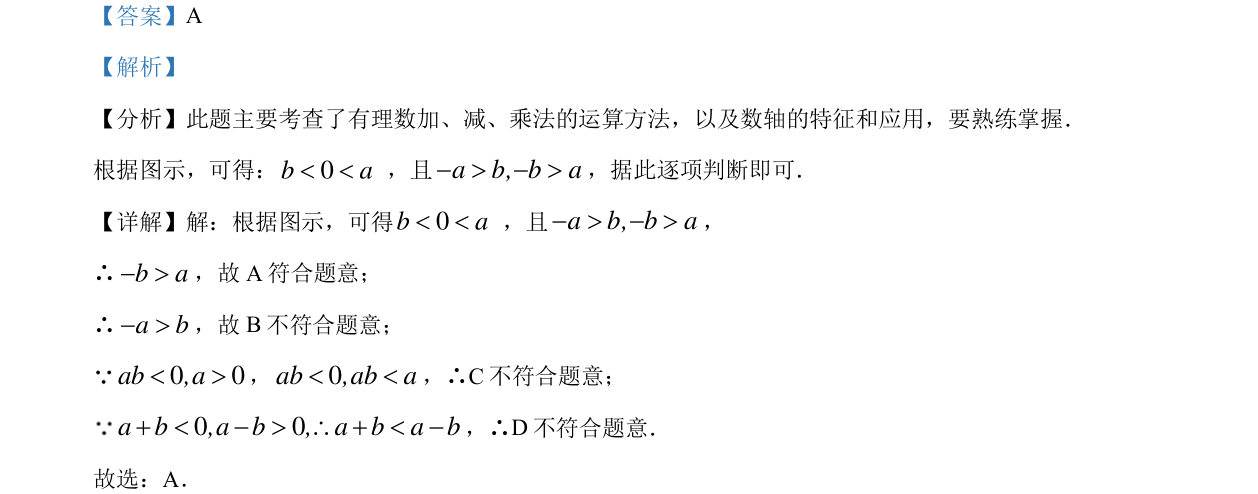 【答案】A
【解析】
【分析】此题主要考查了有理数加、减、乘法的运算方法，以及数轴的特征和应用，要熟练掌握．
根据图示，可得：b<0<a ，且−a>b,−b>a，据此逐项判断即可．
【详解】解：根据图示，可得b<0<a ，且−a>b,−b>a，
∴−b>a，故 A 符合题意；
∴−a>b，故 B 不符合题意；
∵ab<0,a>0，ab<0,ab<a，∴C 不符合题意；
∵a+b<0,a−b>0,∴a+b<a−b，∴D 不符合题意．
故选：A．